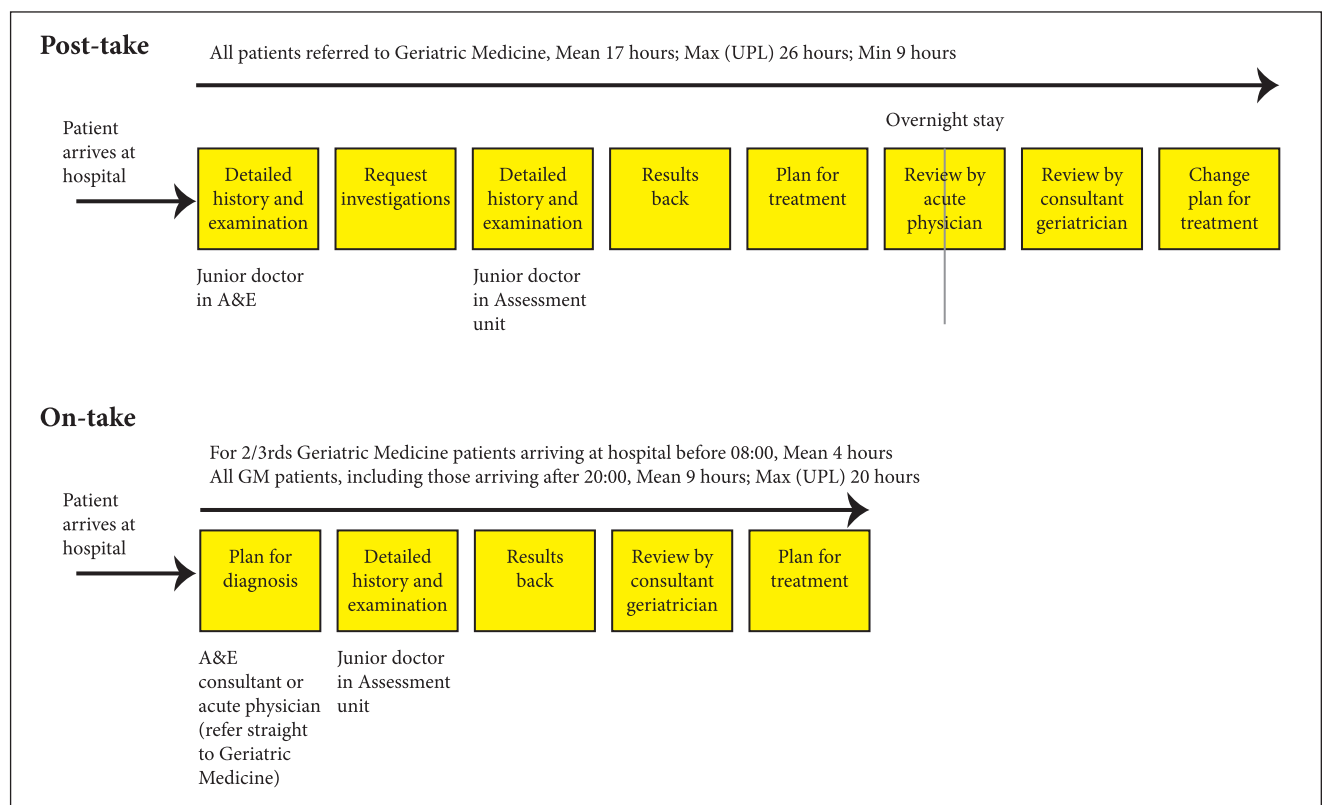 Post-take
All patients referred to Geriatric Medicine, Mean 17 hours; Max (UPL) 26 hours; Min 9 hours
Patient
arrives at
hospital
Overnight stay
Detailed
history and
examination
Request
investigations
Detailed
history and
examination
Results
back
Plan for
treatment
Review by
acute
physician
Review by
consultant
geriatrician
Change
plan for
treatment
Junior doctor
in A&E
Junior doctor
in Assessment
unit
On-take
For 2/3rds Geriatric Medicine patients arriving at hospital before 08:00, Mean 4 hours
All GM patients, including those arriving after 20:00, Mean 9 hours; Max (UPL) 20 hours
Patient
arrives at
hospital
Plan for
diagnosis
Detailed
history and
examination
Results
back
Review by
consultant
geriatrician
Plan for
treatment
A&E
consultant or
acute physician
(refer straight
to Geriatric
Medicine)
Junior doctor
in Assessment
unit